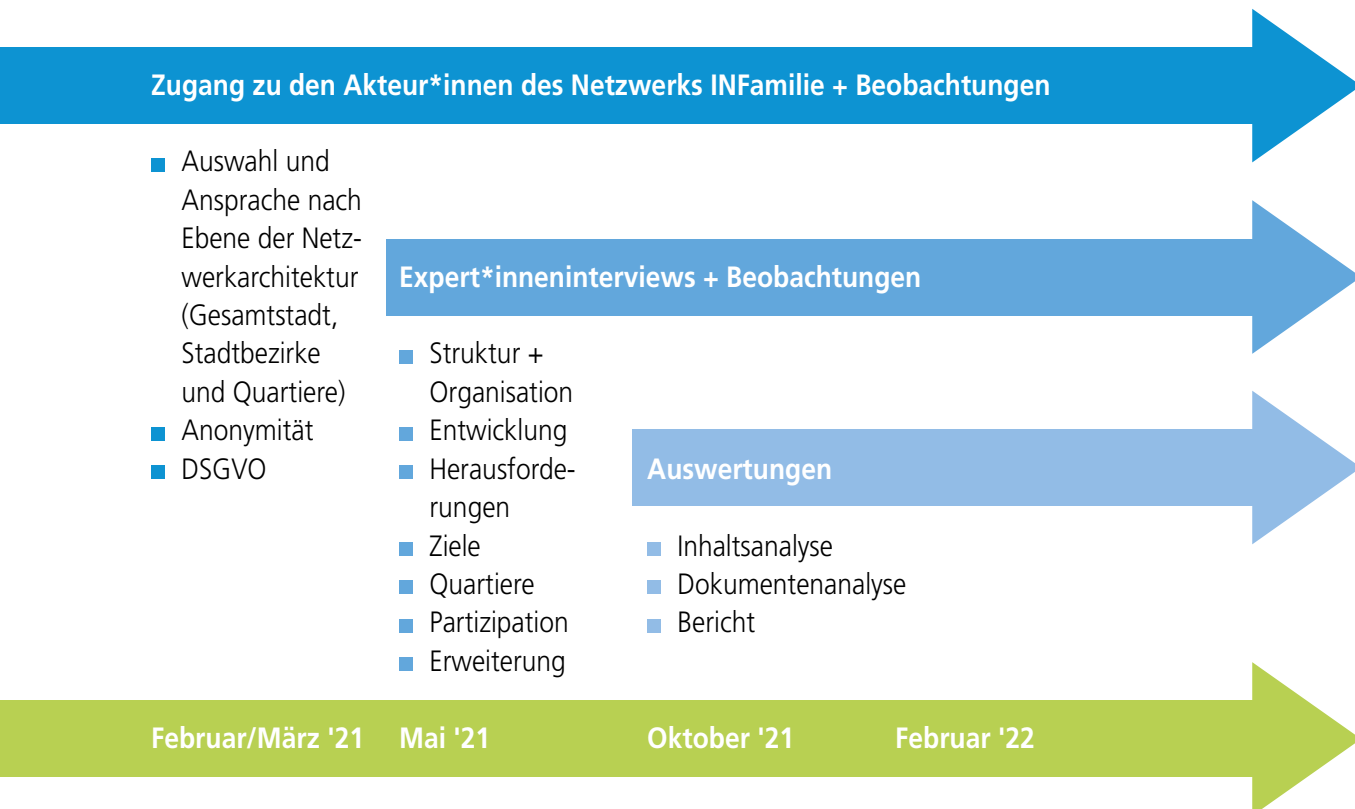 Zugang zu den Akteur*innen des Netzwerks INFamilie + Beobachtungen
Auswahl und
Ansprache nach
Ebene der Netz-
werkarchitektur
(Gesamtstadt,
Stadtbezirke
und Quartiere)
Anonymität
DSGVO
Expert*inneninterviews + Beobachtungen
Struktur +
Organisation
Entwicklung
Herausforde-
rungen
Ziele
Quartiere
Partizipation
Erweiterung
Auswertungen
Inhaltsanalyse
Dokumentenanalyse
Bericht
Februar/März '21 Mai '21 Oktober '21 Februar '22